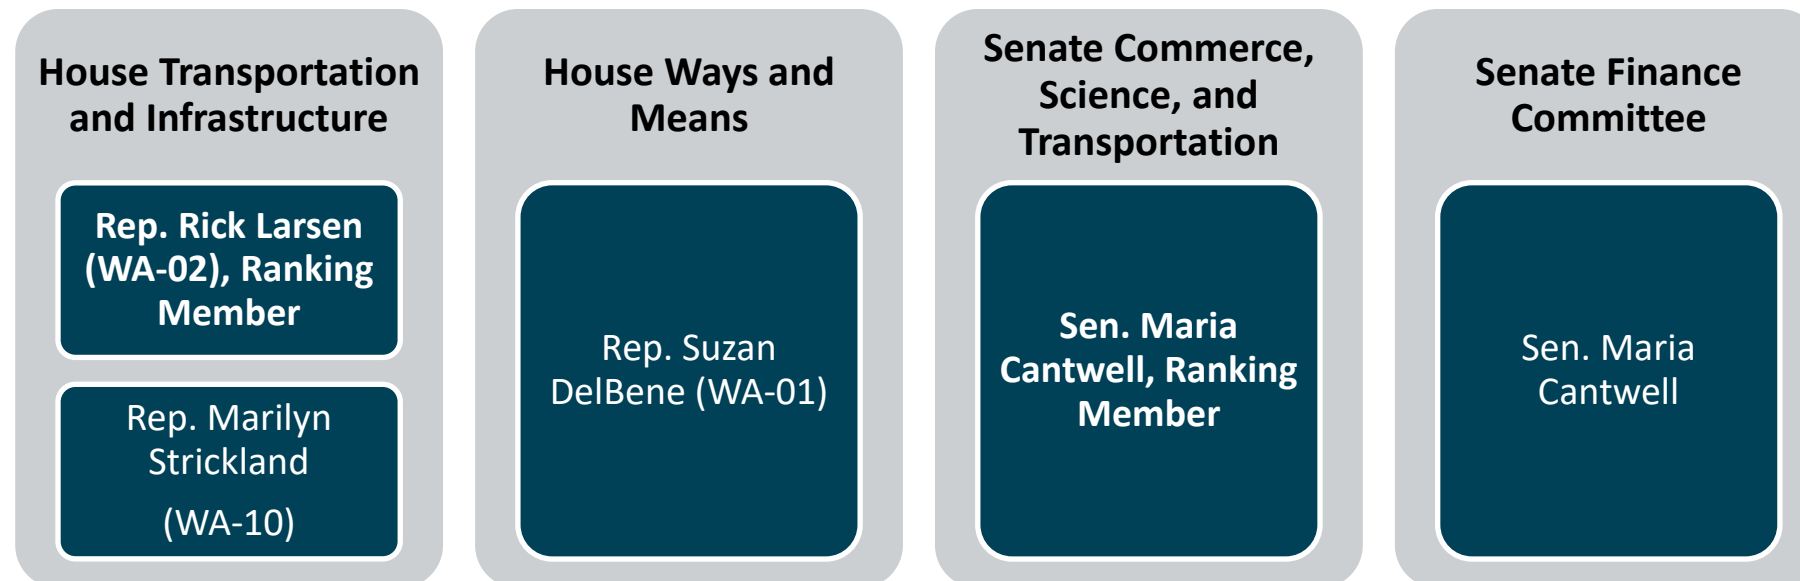 House Transportation
and Infrastructure
Rep. Rick Larsen
(WA-02), Ranking
Member
Rep. Marilyn
Strickland
(WA-10)
House Ways and
Means
Rep. Suzan
DelBene (WA-01)
Senate Commerce,
Science, and
Transportation
Sen. Maria
Cantwell, Ranking
Member
Senate Finance
Committee
Sen. Maria
Cantwell